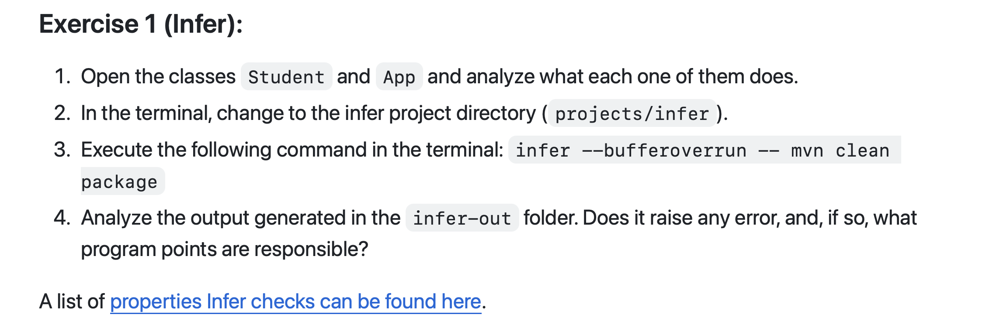 Exercise 1 (Infer):
1. Open the classes Student and App and analyze what each one of them does.
2. In the terminal, change to the infer project directory ( projects/infer ).
3. Execute the following command in the terminal: infer --bufferoverrun -- mvn clean
package
4. Analyze the output generated in the infer-out folder. Does it raise any error, and, if so, what
program points are responsible?
A list of properties Infer checks can be found here.